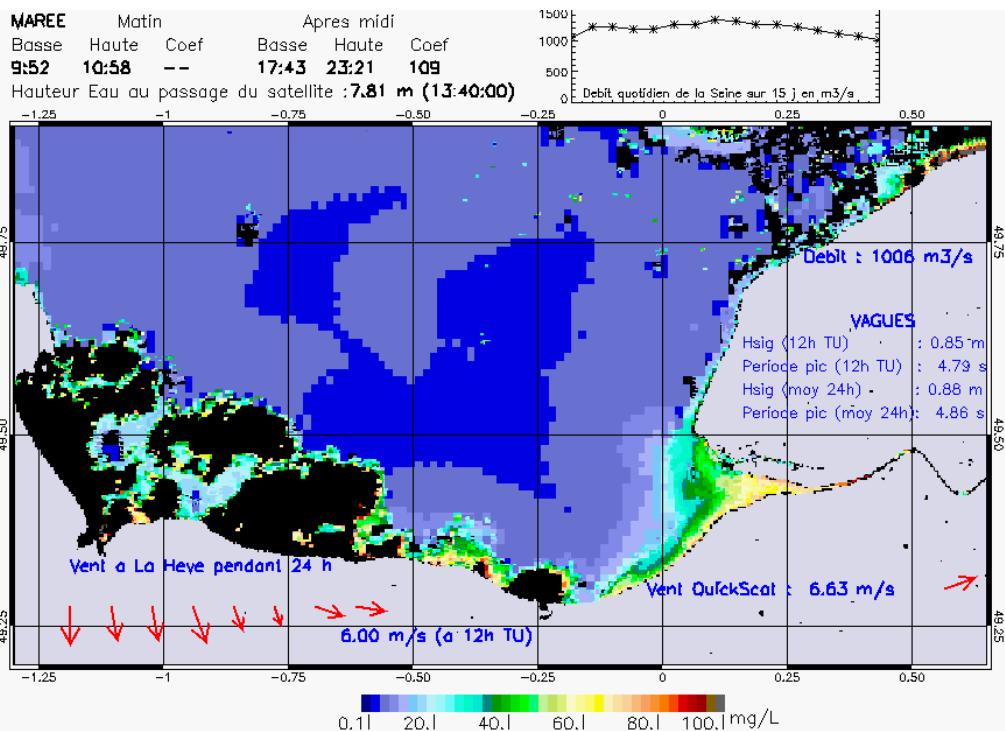 MAREE Matin Apres midi
Basse Haute Coef Basse Haute Coef
9:52 10:58 -- 17:43 23:21 109
Hauteur Eau au passage du satellite : 7.81 m (13:40:00)
1500
1000
500
0
Debit quotidien de la Seine sur 15 j en m3/s
-1.25 -1 -0.75 -0.50 -0.25 0 0.25 0.50
49.75 49.75
Debit : 1006 m3/s
VAGUES
Hsig (12h TU) : 0.85 m
Periode pic (12h TU) : 4.79 s
Hsig (moy 24h) : 0.88 m
Periode pic (moy 24h): 4.86 s
49.50 49.50
Vent a La Heve pendant 24 h
Vent QuickScat : 6.63 m/s
49.25 49.25
6.00 m/s (a 12h TU)
-1.25 -1 -0.75 -0.50 -0.25 0 0.25 0.50
0.1| 20.| 40.| 60.| 80.| 100.| mg/L